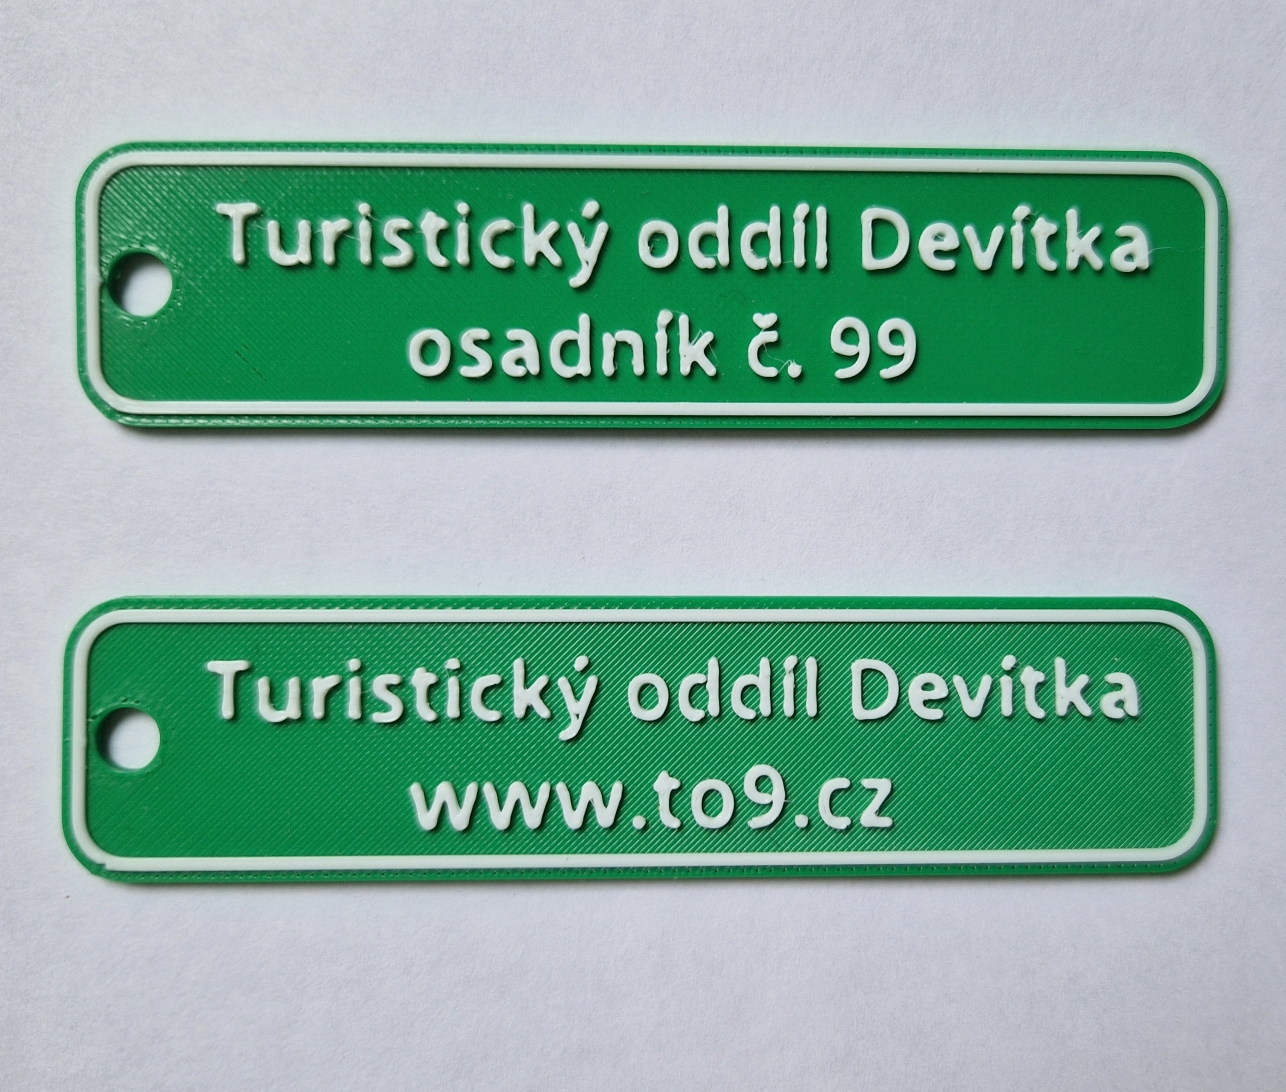 Turistický oddíl Devítka
osadník č. 99
Turistický oddíl Devítka
www.to9.cz